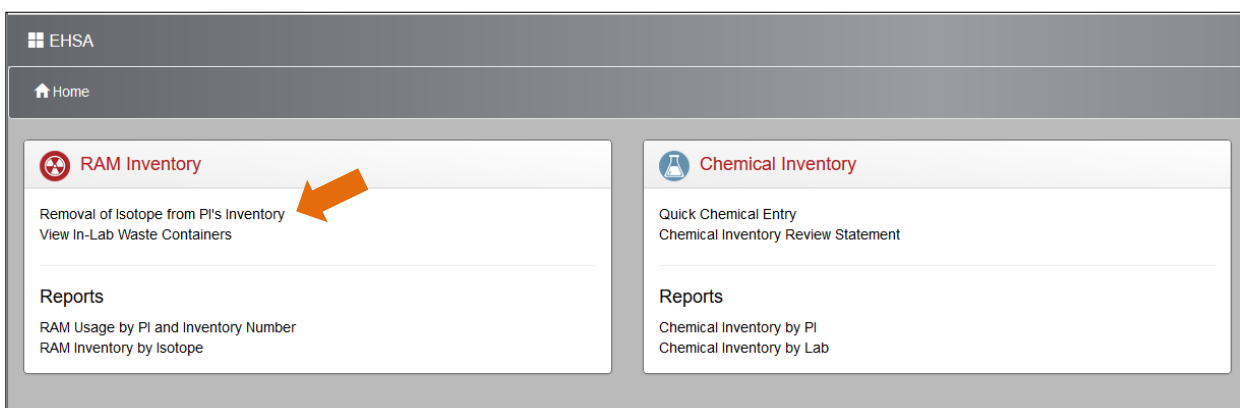 EHSA
Home
RAM Inventory
Removal of Isotope from PI's Inventory
View In-Lab Waste Containers
Reports
RAM Usage by PI and Inventory Number
RAM Inventory by Isotope
Chemical Inventory
Quick Chemical Entry
Chemical Inventory Review Statement
Reports
Chemical Inventory by PI
Chemical Inventory by Lab